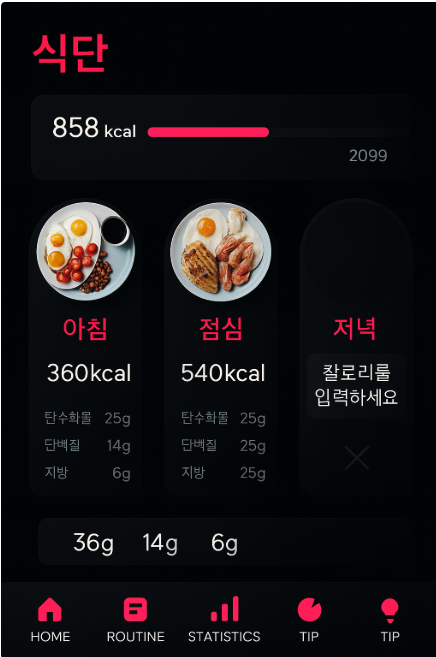 식단
858 kcal
2099
아침
360kcal
탄수화물 25g
단백질 14g
지방 6g
점심
540kcal
탄수화몰 25g
단백질 25g
지방 25g
저녁
칼로리룰
입력하세요
36g 14g 6g
HOME ROUTINE STATISTICS TIP TIP